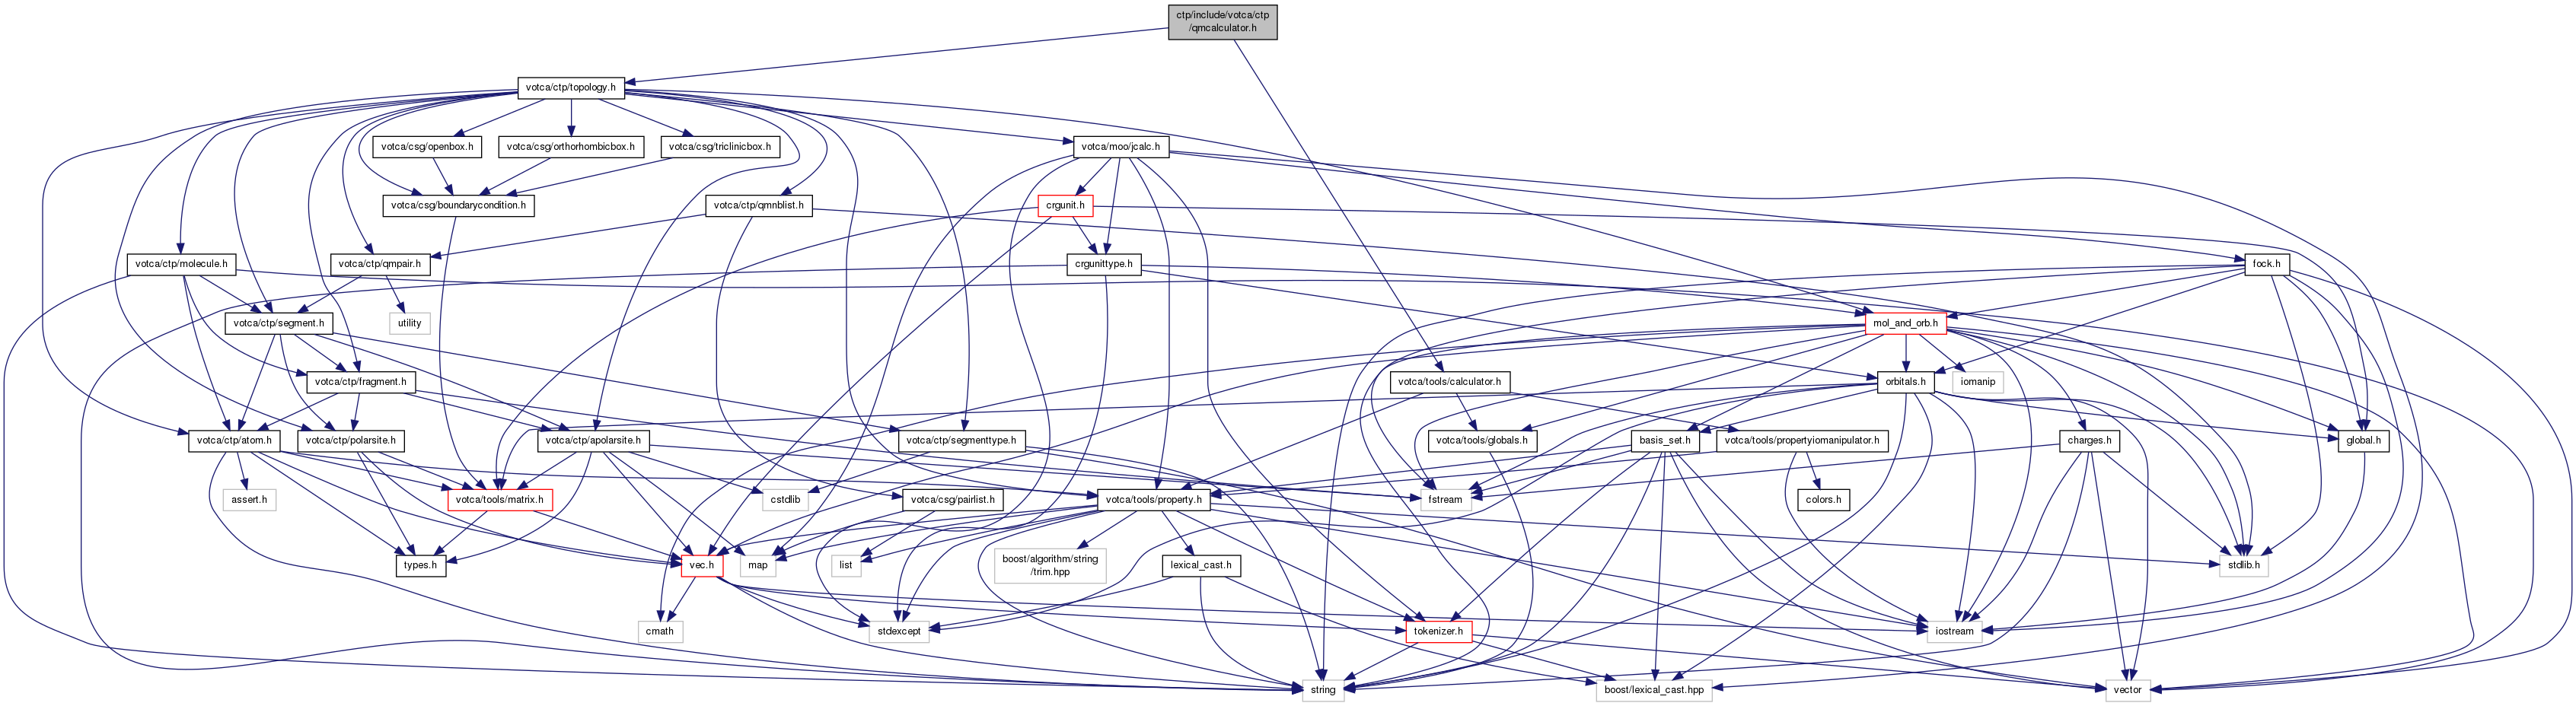 ctp/include/votca/ctp
/qmcalculator.h
votca/ctp/topology.h
votca/csg/openbox.h
votca/csg/orthorhombicbox.h
votca/csg/triclinicbox.h
votca/moo/jcalc.h
votca/csg/boundarycondition.h
votca/ctp/qmnblist.h
crgunit.h
votca/ctp/molecule.h
votca/ctp/qmpair.h
crgunittype.h
fock.h
votca/ctp/segment.h
utility
mol_and_orb.h
votca/ctp/fragment.h
votca/tools/calculator.h
orbitals.h
iomanip
votca/ctp/atom.h
votca/ctp/polarsite.h
votca/ctp/apolarsite.h
votca/ctp/segmenttype.h
votca/tools/globals.h
basis_set.h
votca/tools/propertyiomanipulator.h
charges.h
global.h
assert.h
votca/tools/matrix.h
cstdlib
votca/csg/pairlist.h
votca/tools/property.h
fstream
colors.h
types.h
vec.h
map
list
boost/algorithm/string
/trim.hpp
lexical_cast.h
stdlib.h
cmath
stdexcept
tokenizer.h
iostream
string
boost/lexical_cast.hpp
vector